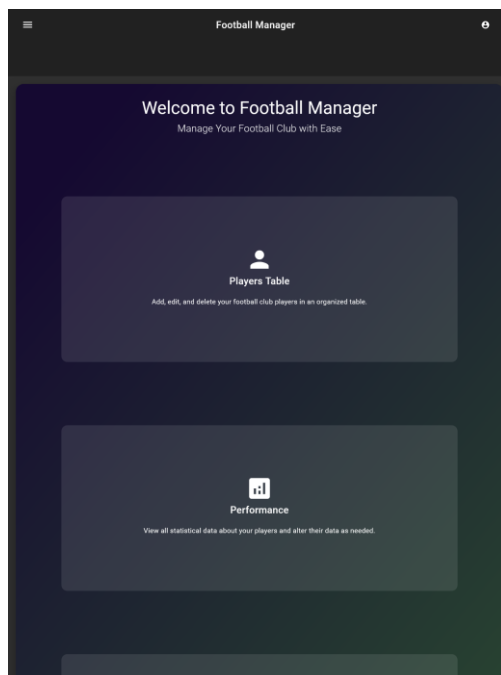 Football Manager
Welcome to Football Manager
Manage Your Football Club with Ease
Players Table
Add, edit, and delete your football club players in an organized table.
Performance
View all statistical data about your players and alter their data as needed.